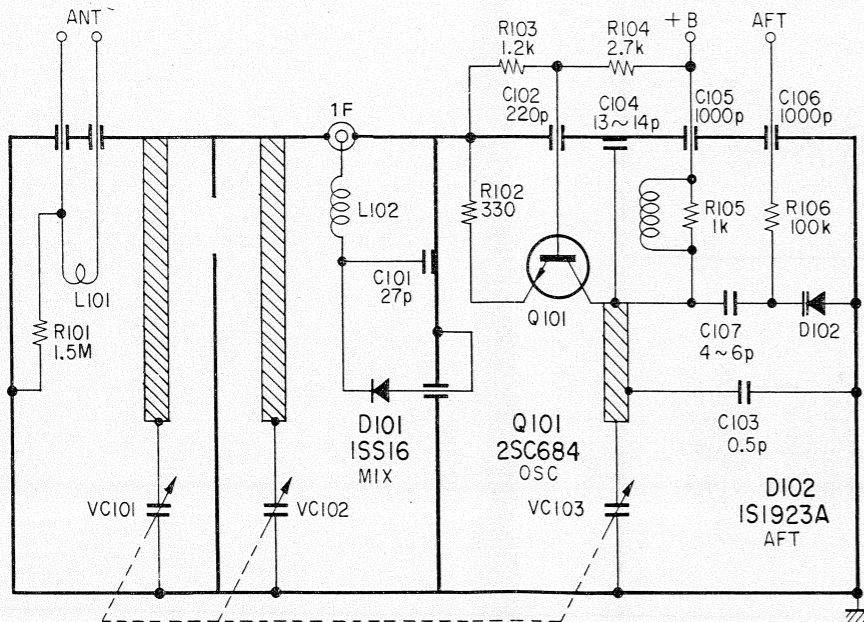 ANT
R103
1.2k
R104
2.7k
+B
AFT
1F
C102
220p
C104
13~14p
C105
1000p
C106
1000p
R102
330
L102
R105
1k
R106
100k
C101
27p
L101
Q101
R101
1.5M
C107
4~6p
D102
D101
1SS16
MIX
Q101
2SC684
OSC
C103
0.5p
VC101
VC102
VC103
D102
1S1923A
AFT